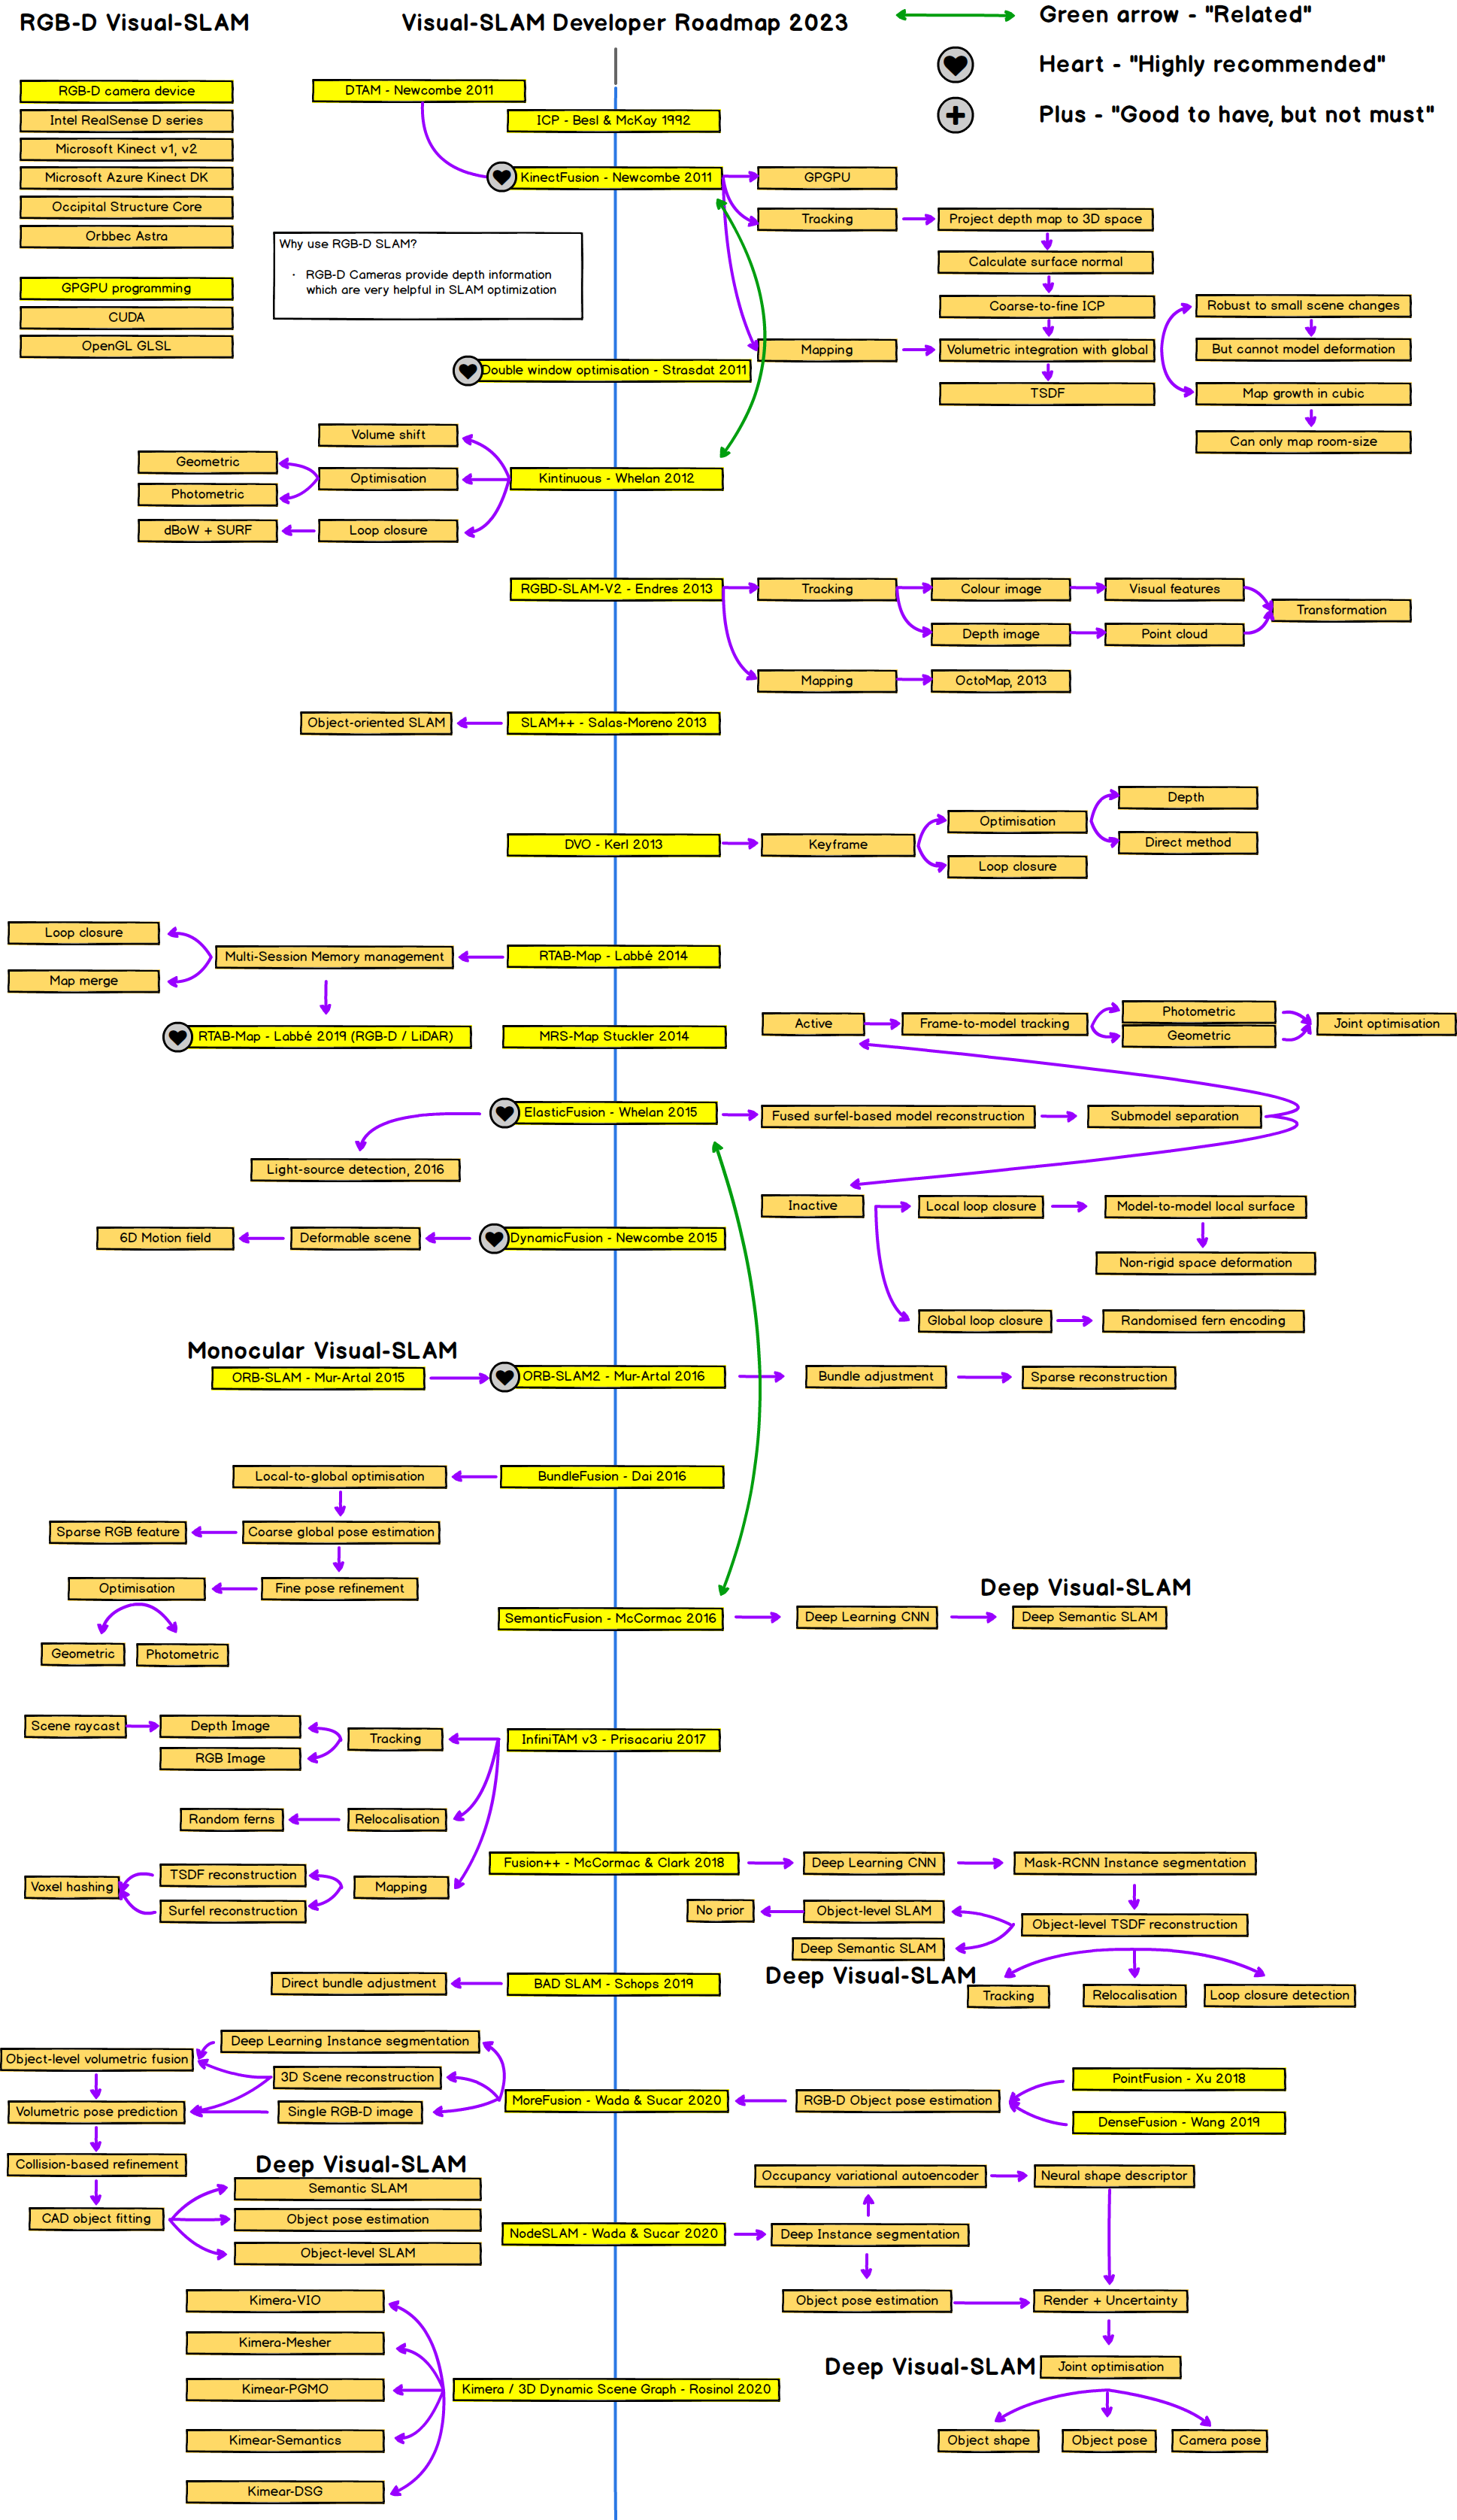 RGB-D Visual-SLAM
Visual-SLAM Developer Roadmap 2023
Green arrow - "Related"
Heart - "Highly recommended"
Plus - "Good to have, but not must"
RGB-D camera device
Intel RealSense D series
Microsoft Kinect v1, v2
Microsoft Azure Kinect DK
Occipital Structure Core
Orbbec Astra
GPGPU programming
CUDA
OpenGL GLSL
DTAM - Newcombe 2011
ICP - Besl & McKay 1992
KinectFusion - Newcombe 2011
GPGPU
Tracking
Project depth map to 3D space
Calculate surface normal
Coarse-to-fine ICP
Mapping
Volumetric integration with global
TSDF
Robust to small scene changes
But cannot model deformation
Map growth in cubic
Can only map room-size
Why use RGB-D SLAM?
· RGB-D Cameras provide depth information
which are very helpful in SLAM optimization
Double window optimisation - Strasdat 2011
Kintinuous - Whelan 2012
Volume shift
Optimisation
Geometric
Photometric
Loop closure
dBoW + SURF
RGBD-SLAM-V2 - Endres 2013
Tracking
Colour image
Visual features
Transformation
Depth image
Point cloud
Mapping
OctoMap, 2013
SLAM++ - Salas-Moreno 2013
Object-oriented SLAM
DVO - Kerl 2013
Keyframe
Optimisation
Depth
Direct method
Loop closure
RTAB-Map - Labbé 2014
Multi-Session Memory management
Loop closure
Map merge
RTAB-Map - Labbé 2019 (RGB-D / LiDAR)
MRS-Map Stuckler 2014
Active
Frame-to-model tracking
Photometric
Geometric
Joint optimisation
ElasticFusion - Whelan 2015
Fused surfel-based model reconstruction
Submodel separation
Light-source detection, 2016
Inactive
Local loop closure
Model-to-model local surface
Non-rigid space deformation
Global loop closure
Randomised fern encoding
DynamicFusion - Newcombe 2015
Deformable scene
6D Motion field
Monocular Visual-SLAM
ORB-SLAM - Mur-Artal 2015
ORB-SLAM2 - Mur-Artal 2016
Bundle adjustment
Sparse reconstruction
BundleFusion - Dai 2016
Local-to-global optimisation
Coarse global pose estimation
Sparse RGB feature
Fine pose refinement
Optimisation
Geometric
Photometric
Deep Visual-SLAM
SemanticFusion - McCormac 2016
Deep Learning CNN
Deep Semantic SLAM
InfiniTAM v3 - Prisacariu 2017
Tracking
Depth Image
Scene raycast
RGB Image
Relocalisation
Random ferns
Mapping
TSDF reconstruction
Surfel reconstruction
Voxel hashing
Fusion++ - McCormac & Clark 2018
Deep Learning CNN
Mask-RCNN Instance segmentation
Object-level TSDF reconstruction
Object-level SLAM
No prior
Deep Semantic SLAM
Deep Visual-SLAM
Tracking
Relocalisation
Loop closure detection
BAD SLAM - Schops 2019
Direct bundle adjustment
MoreFusion - Wada & Sucar 2020
RGB-D Object pose estimation
PointFusion - Xu 2018
DenseFusion - Wang 2019
Deep Learning Instance segmentation
3D Scene reconstruction
Single RGB-D image
Object-level volumetric fusion
Volumetric pose prediction
Collision-based refinement
CAD object fitting
Deep Visual-SLAM
Semantic SLAM
Object pose estimation
Object-level SLAM
NodeSLAM - Wada & Sucar 2020
Deep Instance segmentation
Occupancy variational autoencoder
Neural shape descriptor
Object pose estimation
Render + Uncertainty
Deep Visual-SLAM
Joint optimisation
Object shape
Object pose
Camera pose
Kimera / 3D Dynamic Scene Graph - Rosinol 2020
Kimera-VIO
Kimera-Mesher
Kimear-PGMO
Kimear-Semantics
Kimear-DSG